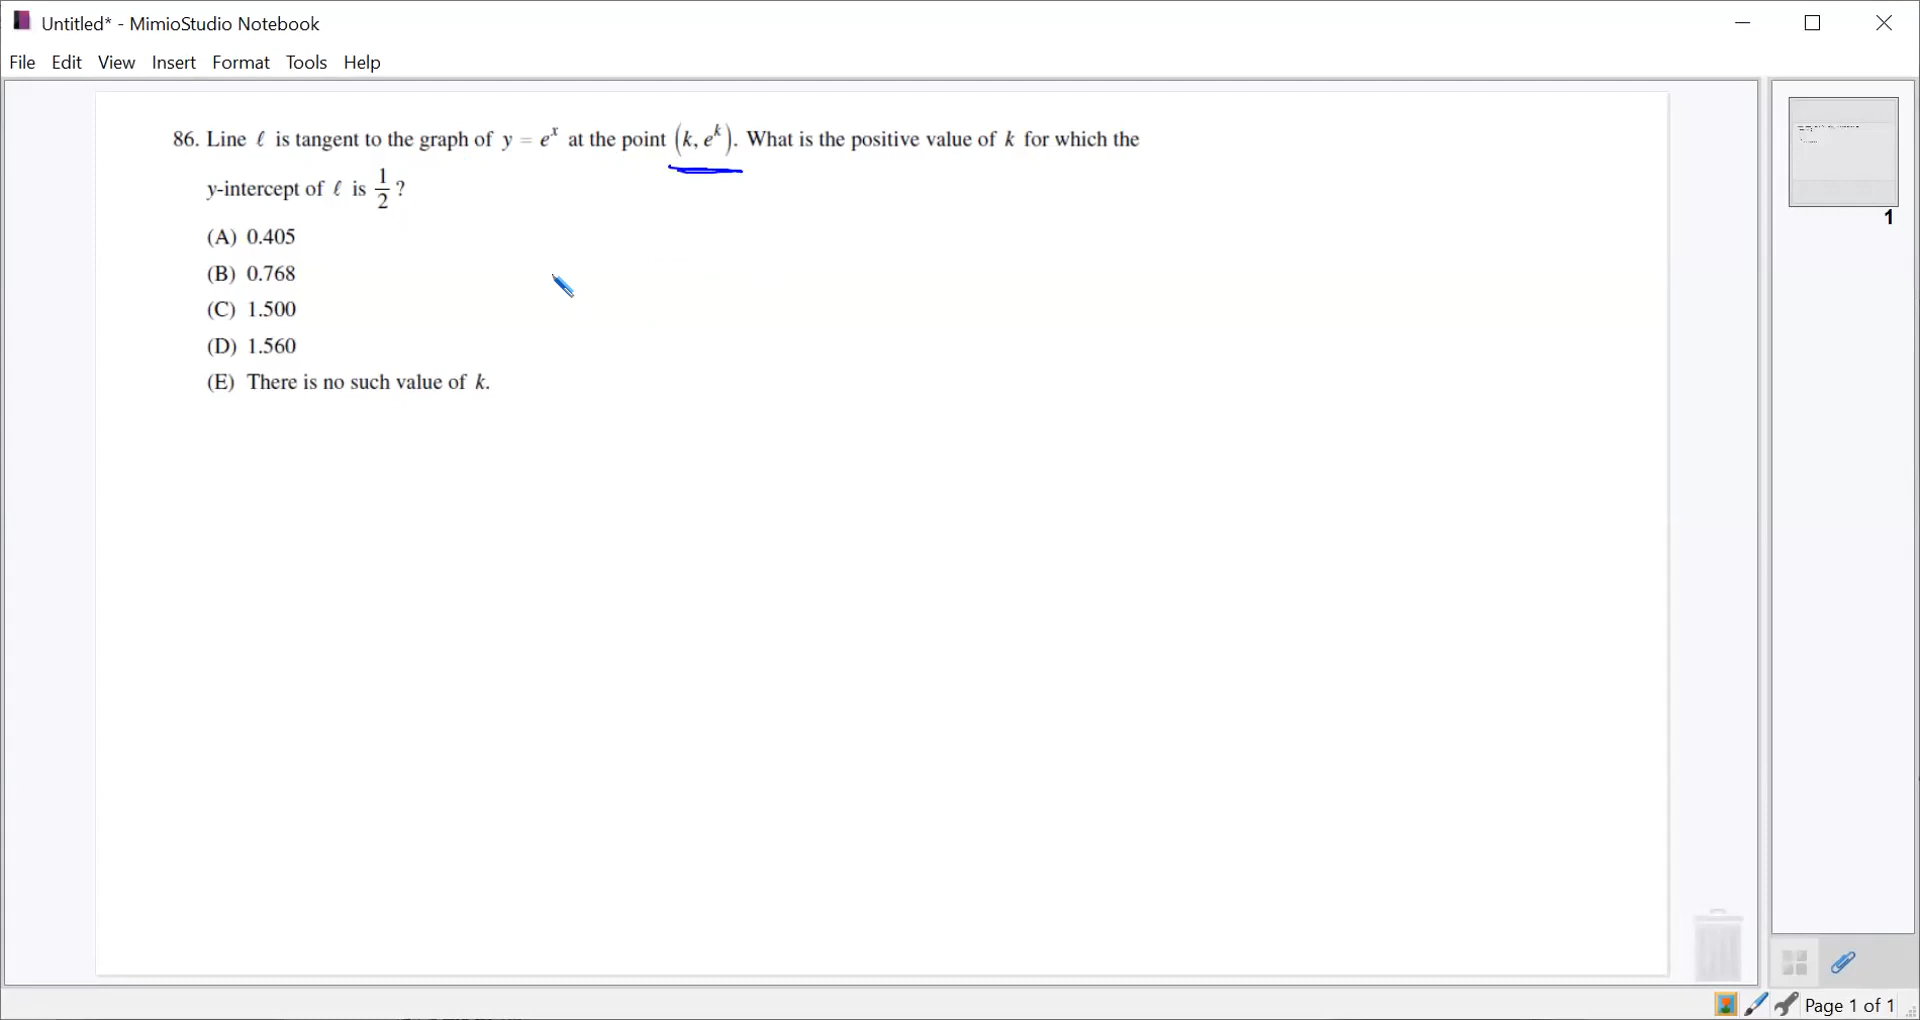 Untitled* - MimioStudio Notebook
File Edit View Insert Format Tools Help
86. Line ℓ is tangent to the graph of y = e^x at the point (k, e^k). What is the positive value of k for which the
y-intercept of ℓ is 1/2 ?
(A) 0.405
(B) 0.768
(C) 1.500
(D) 1.560
(E) There is no such value of k.
1
Page 1 of 1